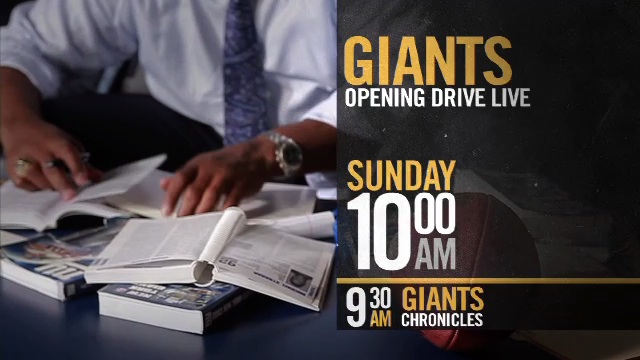 GIANTS
OPENING DRIVE LIVE
SUNDAY
10 00 AM
9 30 AM GIANTS CHRONICLES